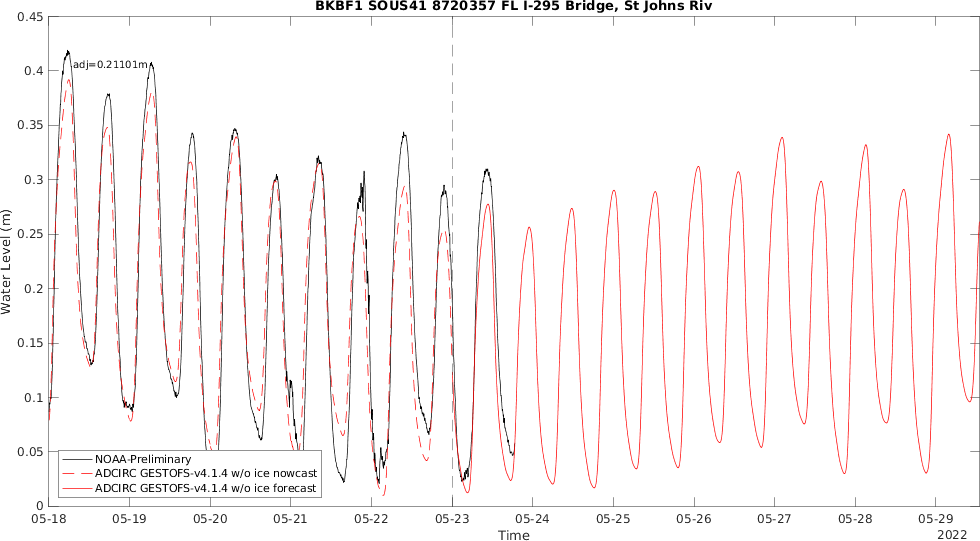 BKBF1 SOUS41 8720357 FL I-295 Bridge, St Johns Riv
0.45
0.4
0.35
0.3
0.25
0.2
0.15
0.1
0.05
0
Water Level (m)
adj=0.21101m
NOAA-Preliminary
ADCIRC GESTOFS-v4.1.4 w/o ice nowcast
ADCIRC GESTOFS-v4.1.4 w/o ice forecast
05-18 05-19 05-20 05-21 05-22 05-23 05-24 05-25 05-26 05-27 05-28 05-29
Time
2022